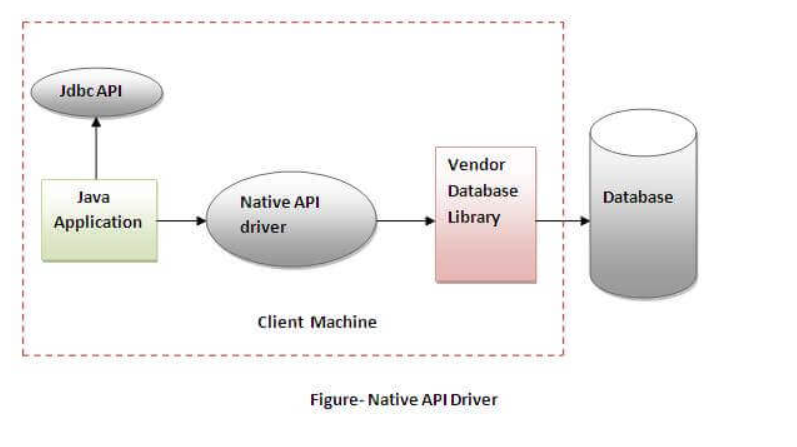 Jdbc API
Java
Application
Native API
driver
Vendor
Database
Library
Database
Client Machine
Figure- Native API Driver